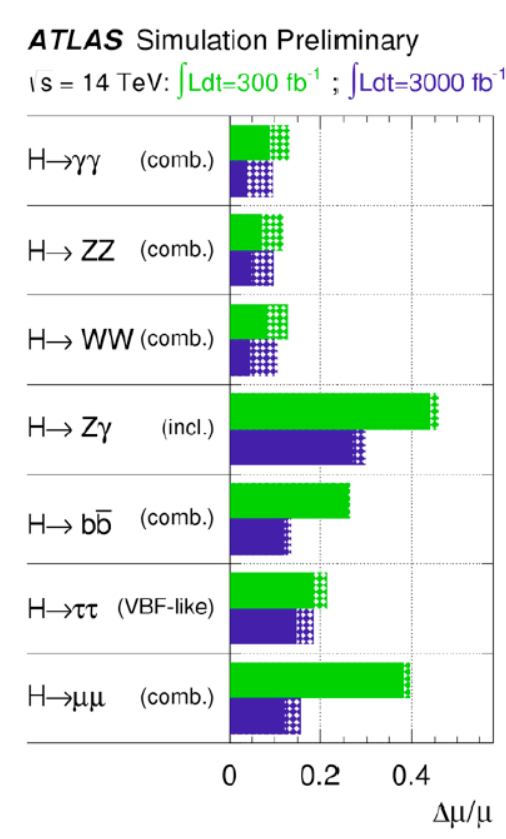 ATLAS Simulation Preliminary
√s = 14 TeV: ∫Ldt=300 fb⁻¹ ; ∫Ldt=3000 fb⁻¹
H→γγ (comb.)
H→ ZZ (comb.)
H→ WW (comb.)
H→ Zγ (incl.)
H→ bb̅ (comb.)
H→ττ (VBF-like)
H→μμ (comb.)
0 0.2 0.4
Δμ/μ